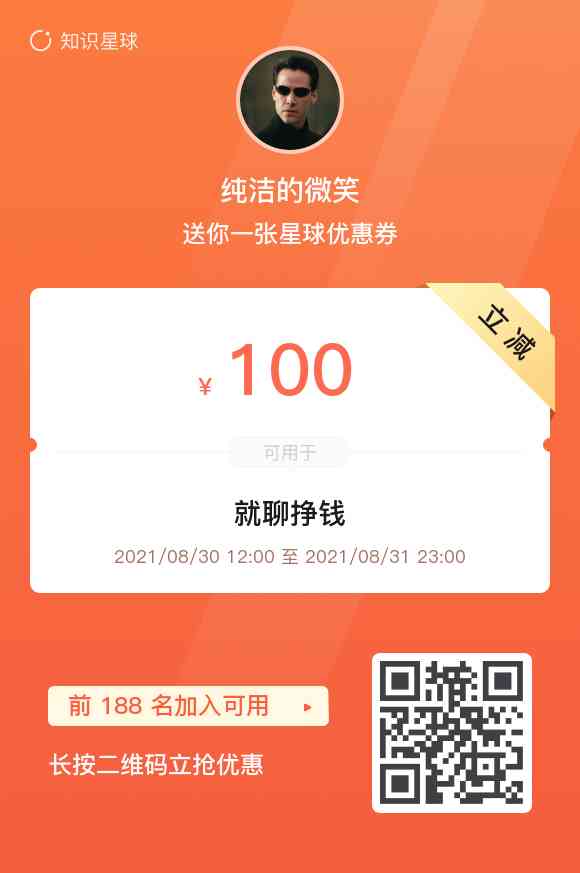 知识星球
纯洁的微笑
送你一张星球优惠券
立减
¥ 100
可用于
就聊挣钱
2021/08/30 12:00 至 2021/08/31 23:00
前 188 名加入可用
长按二维码立抢优惠